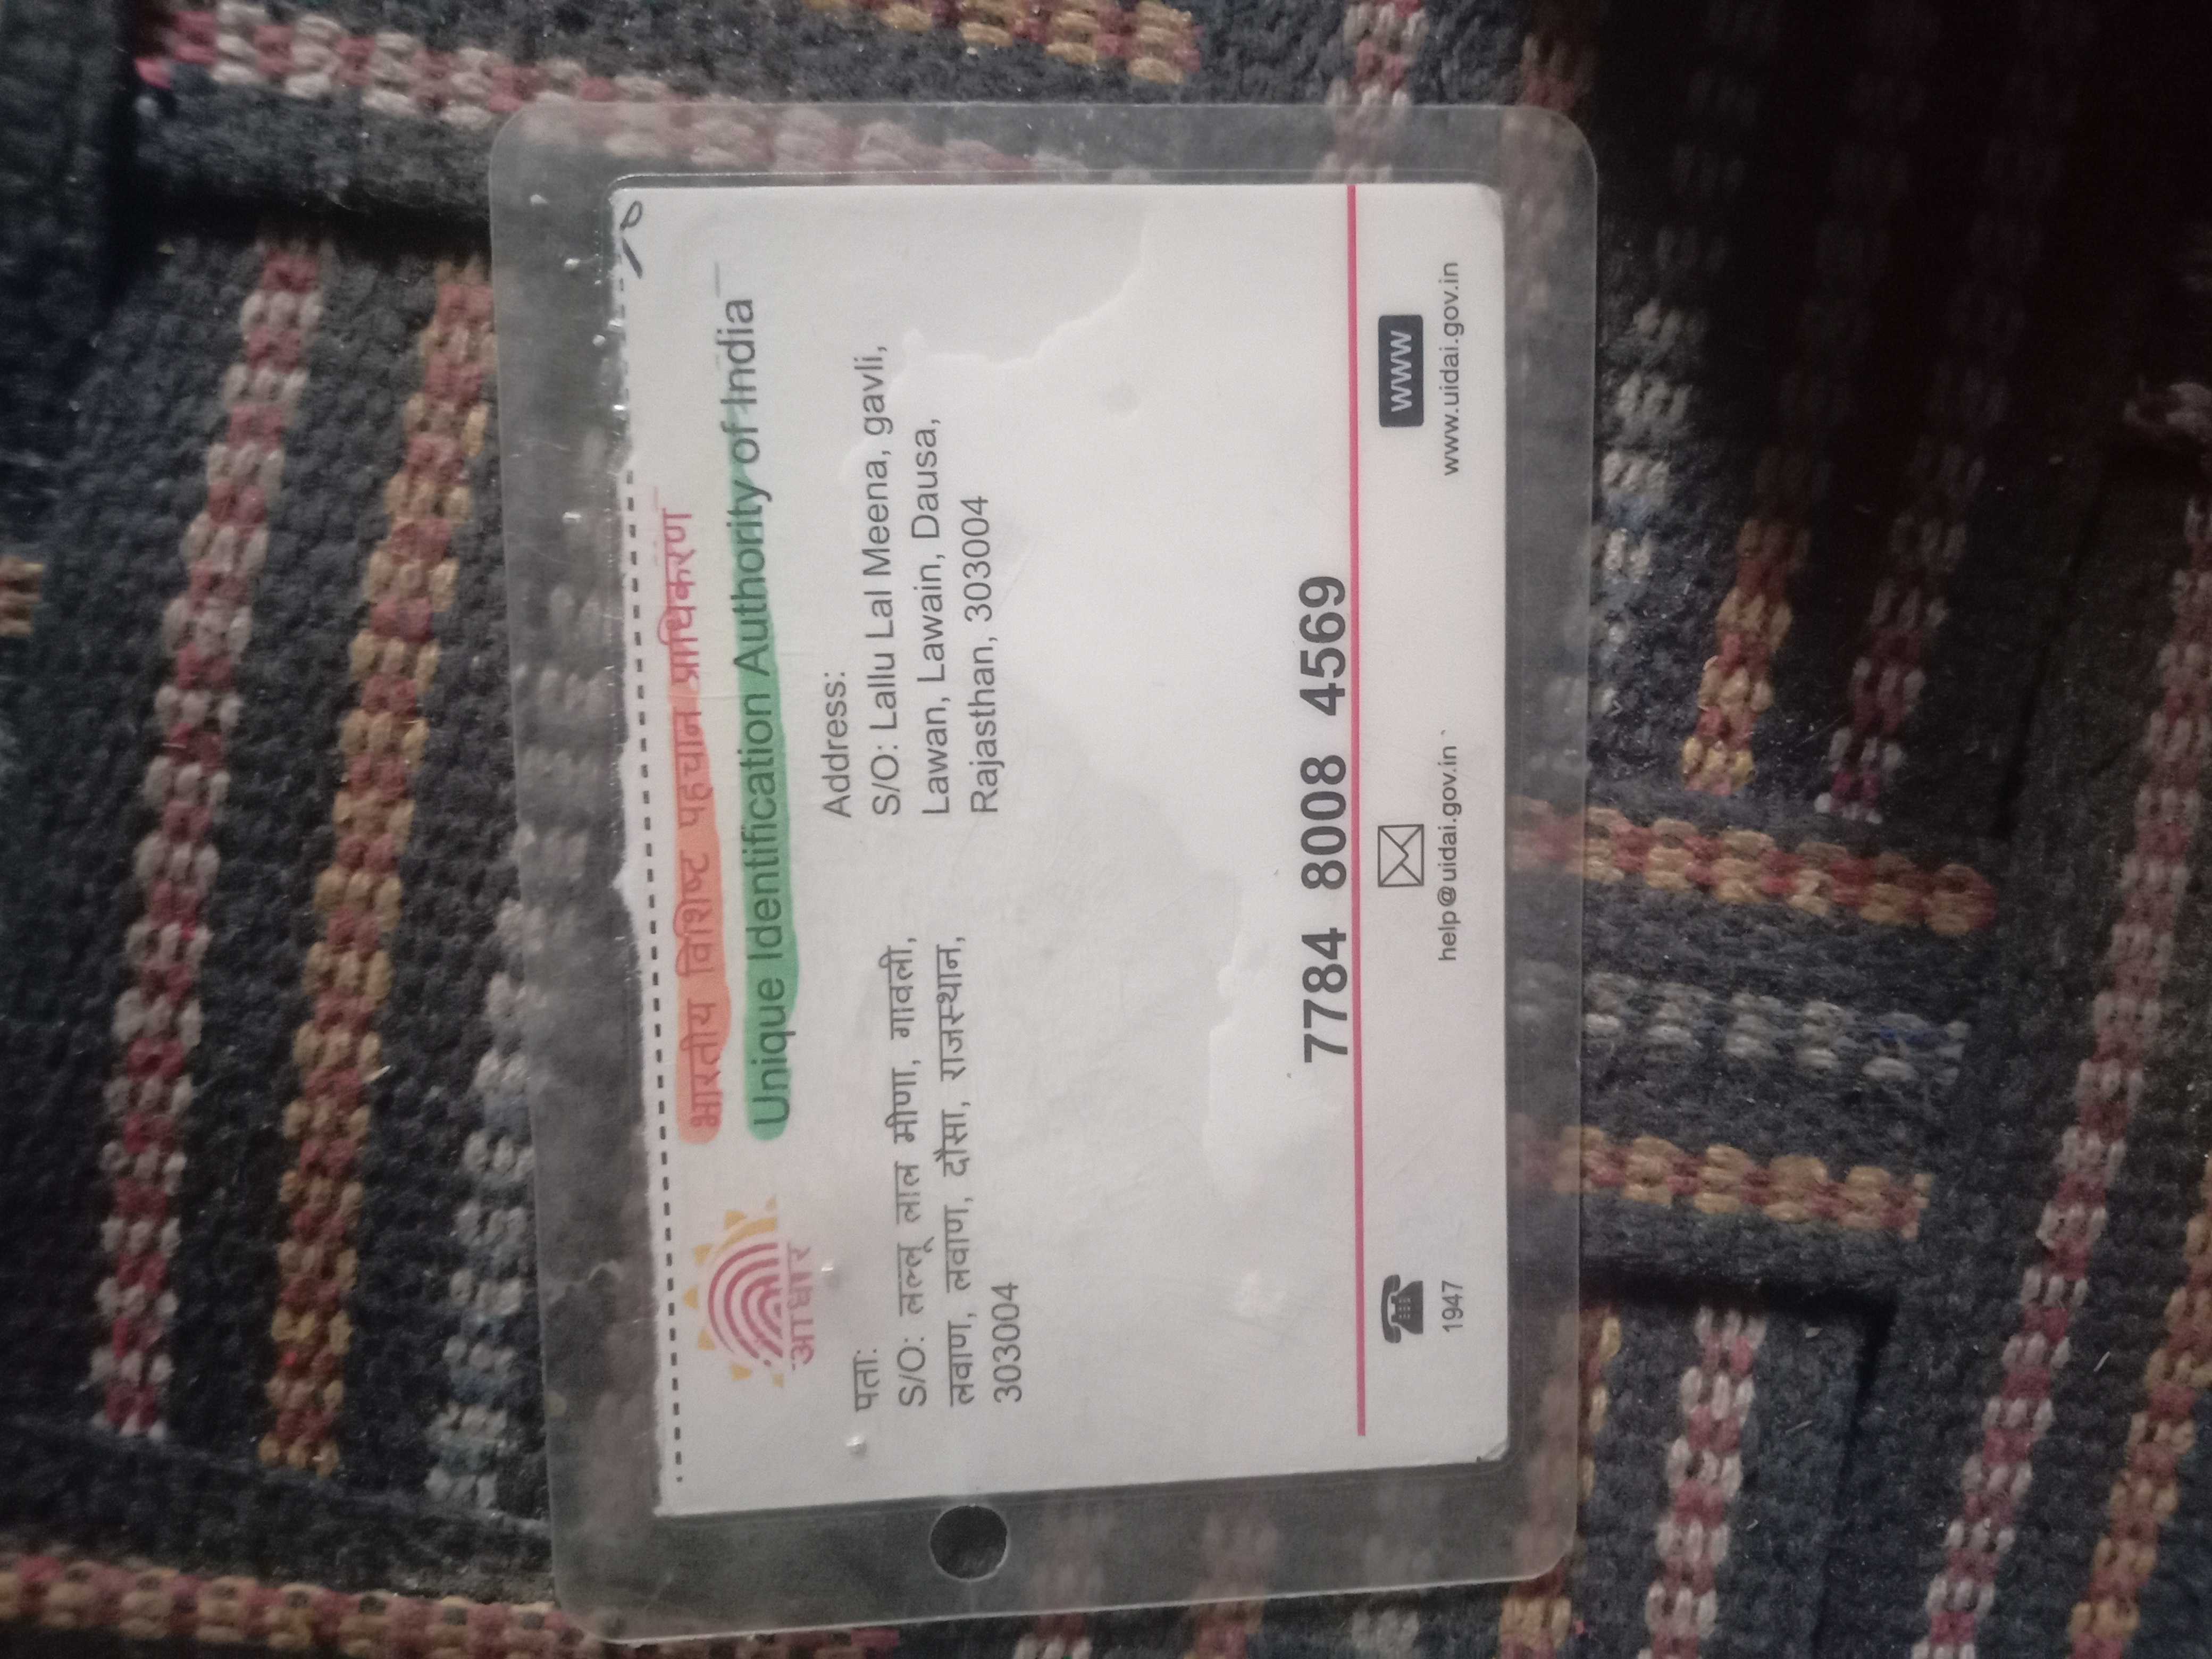 भारतीय विशिष्ट पहचान प्राधिकरण
Unique Identification Authority of India
आधार
पता:
S/O: लल्लू लाल मीणा, गावली,
लवाण, लवाण, दौसा, राजस्थान,
303004
Address:
S/O: Lallu Lal Meena, gavli,
Lawan, Lawain, Dausa,
Rajasthan, 303004
7784 8008 4569
1947
help@uidai.gov.in
www
www.uidai.gov.in